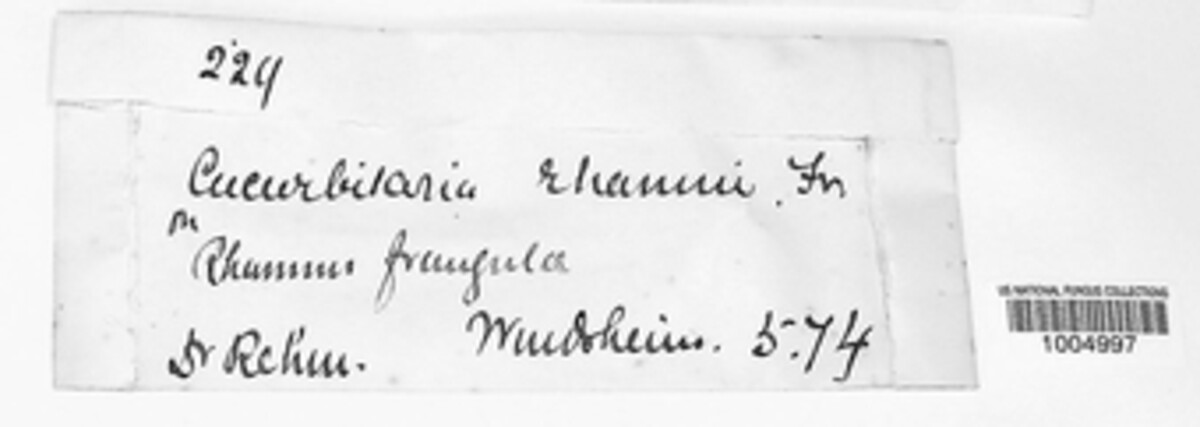 229
Cucurbitaria rhamni. Fr
on
Rhamnus frangula
Dr Rehm. Windsheim. 5.74
US NATIONAL FUNGUS COLLECTIONS
1004997